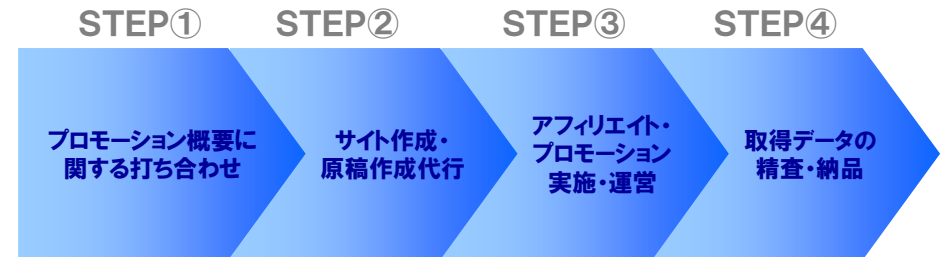 STEP① STEP② STEP③ STEP④
プロモーション概要に
関する打ち合わせ
サイト作成・
原稿作成代行
アフィリエイト・
プロモーション
実施・運営
取得データの
精査・納品